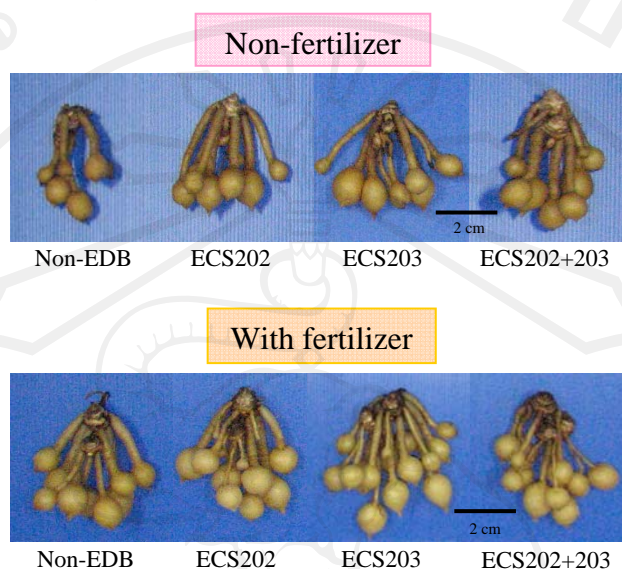 Non-fertilizer
2 cm
Non-EDB ECS202 ECS203 ECS202+203
With fertilizer
2 cm
Non-EDB ECS202 ECS203 ECS202+203